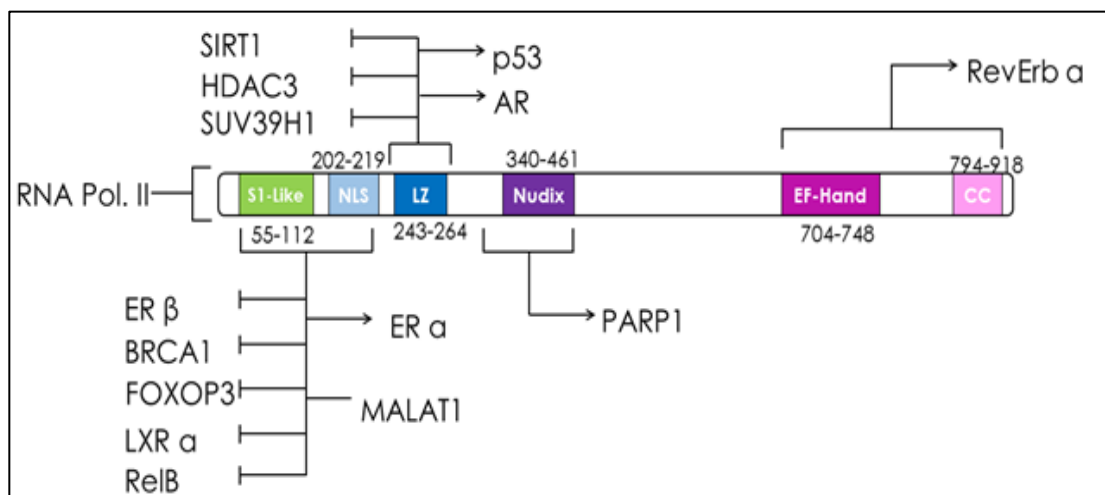 SIRT1
HDAC3
SUV39H1
p53
AR
RevErb α
202-219
340-461
794-918
RNA Pol. II
S1-Like
NLS
LZ
Nudix
EF-Hand
CC
55-112
243-264
704-748
ER β
BRCA1
FOXOP3
LXR α
RelB
ER α
MALAT1
PARP1